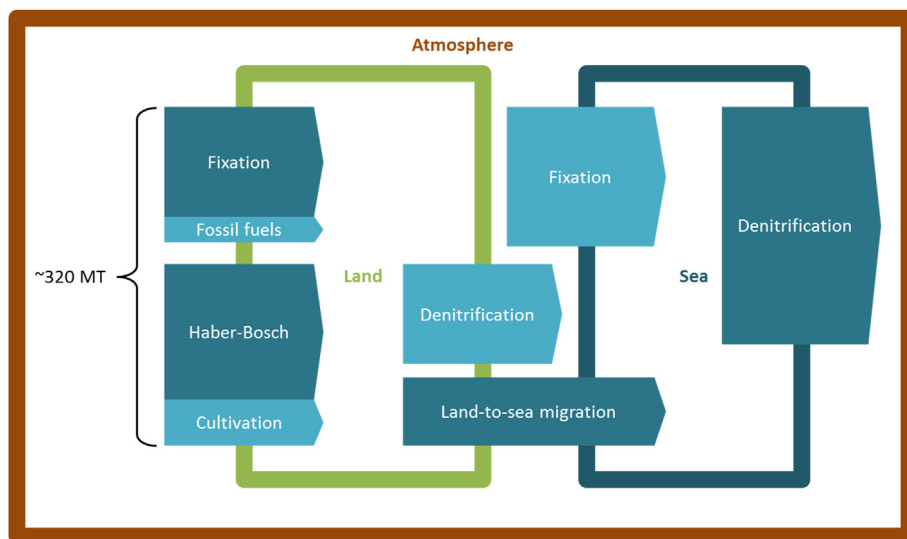 Atmosphere
Fixation
Fossil fuels
~320 MT
Haber-Bosch
Cultivation
Land
Denitrification
Land-to-sea migration
Fixation
Sea
Denitrification